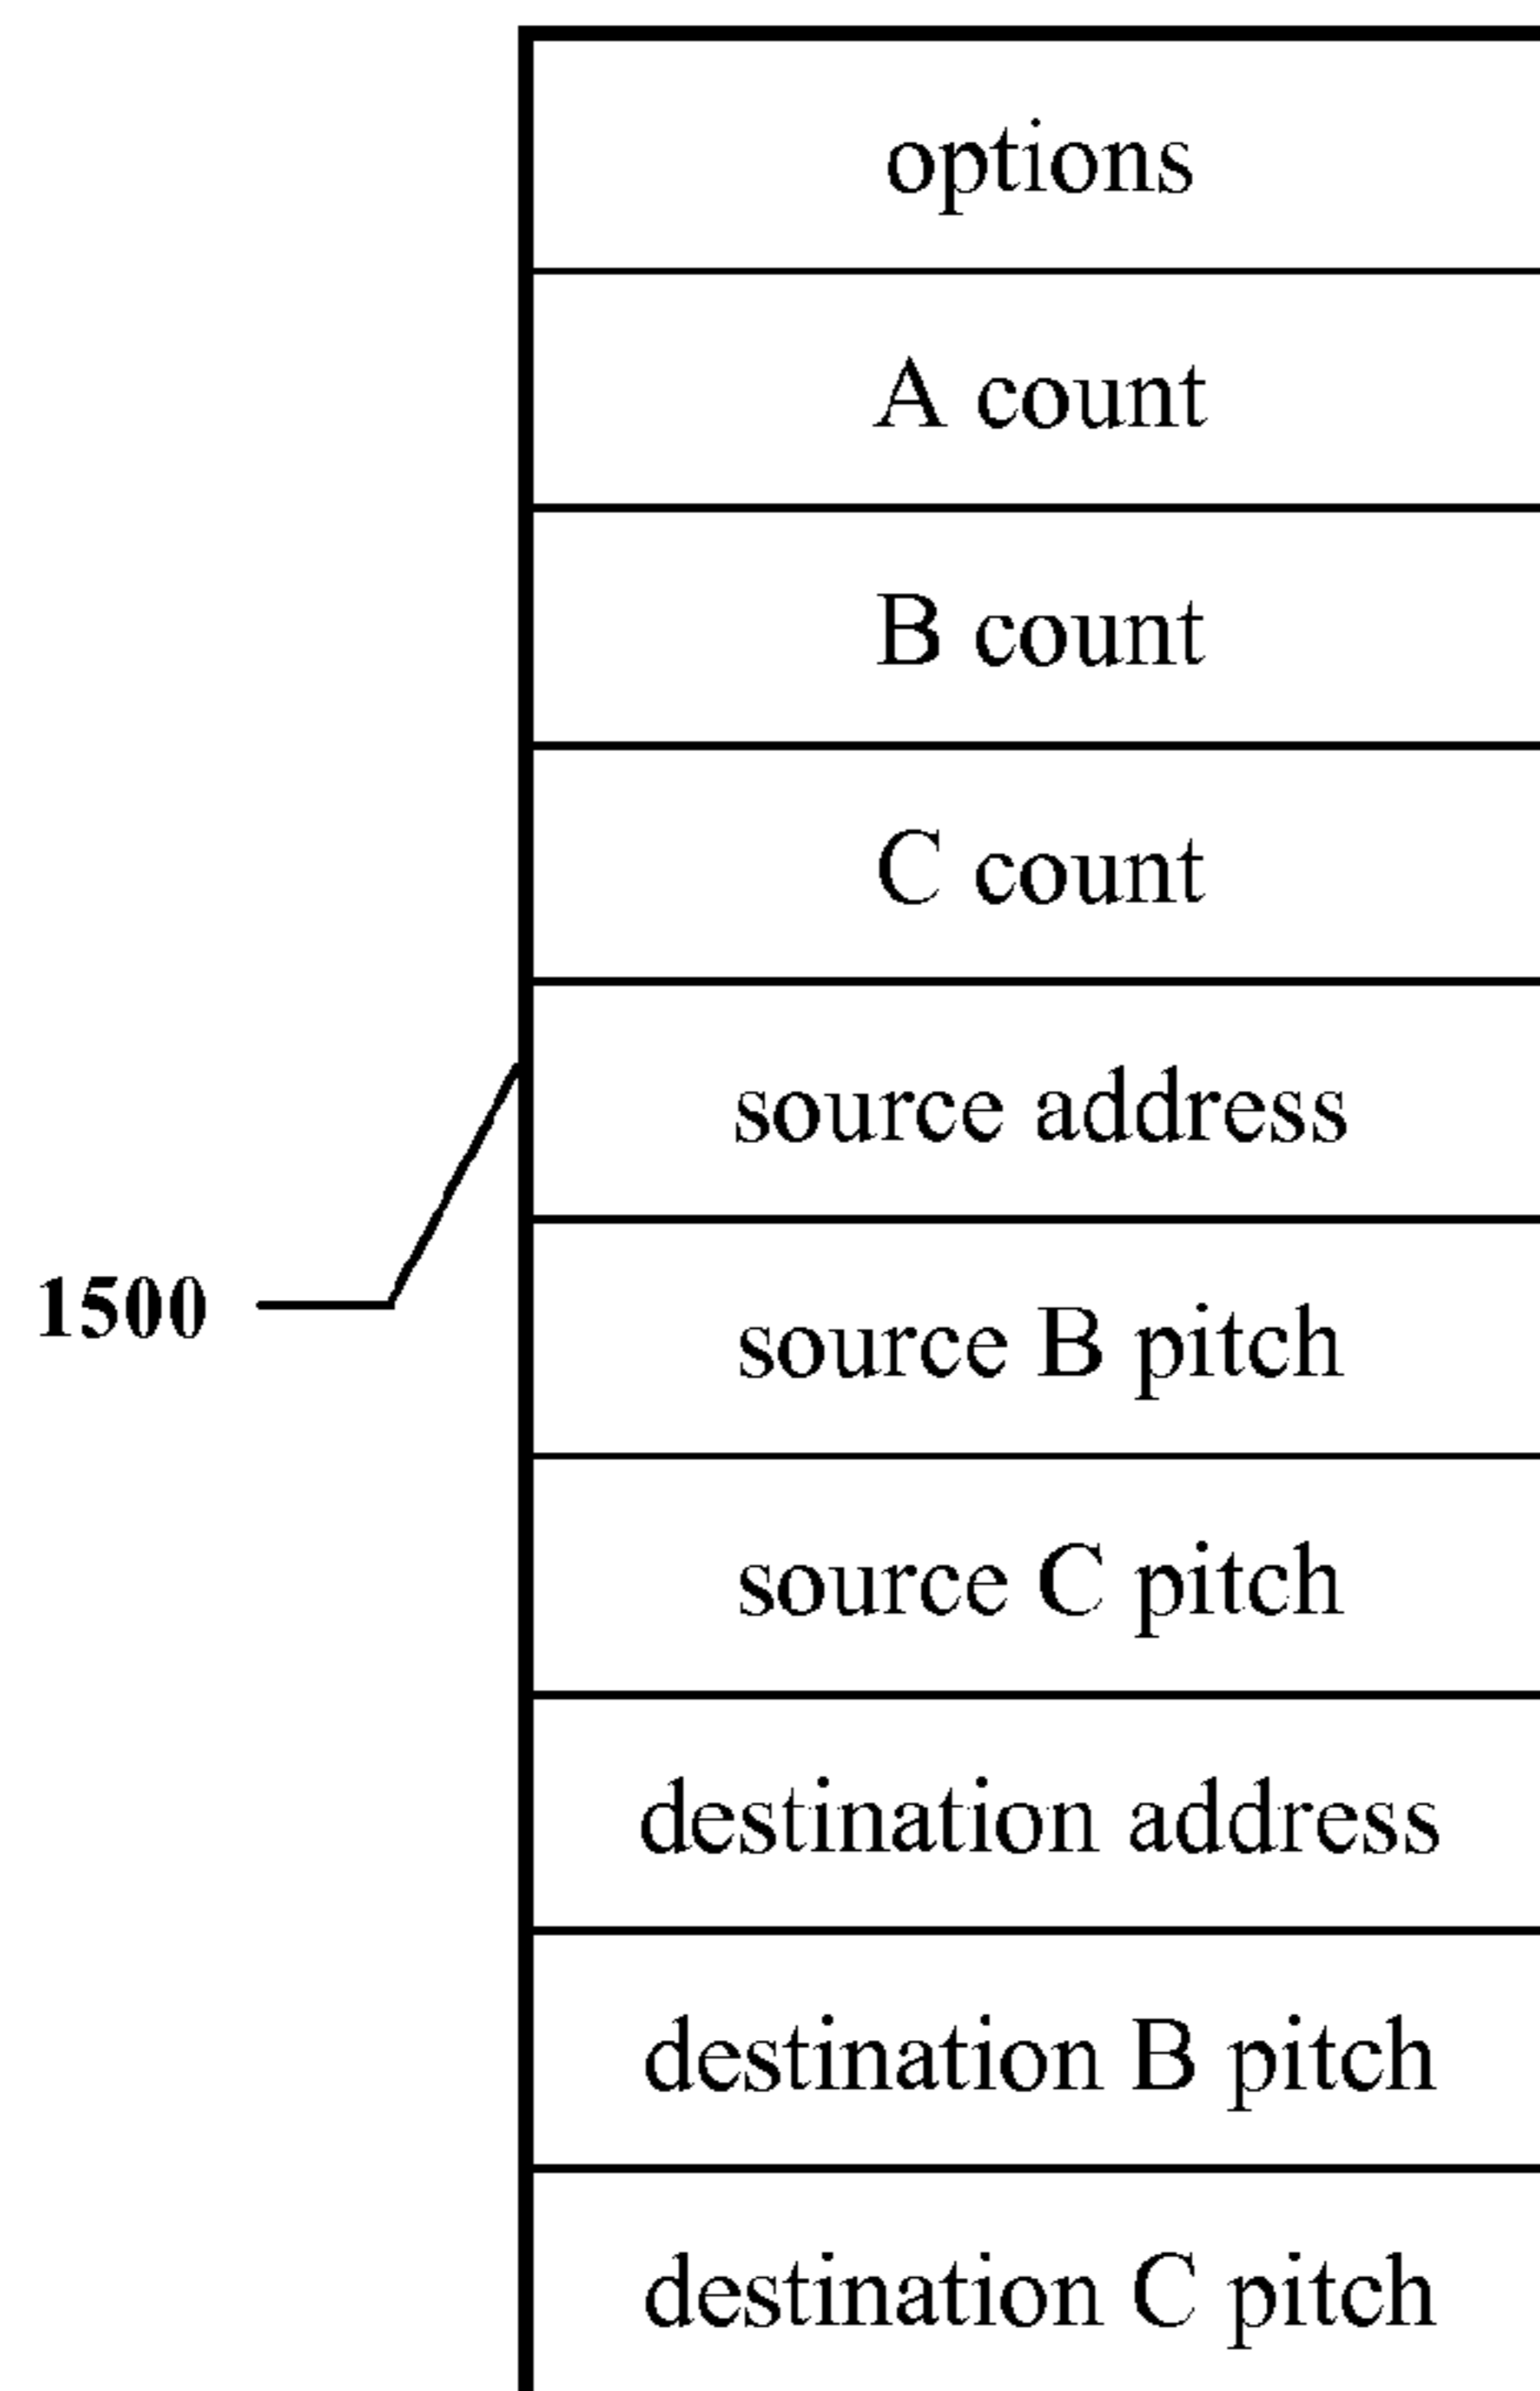 options
A count
B count
C count
source address
1500
source B pitch
source C pitch
destination address
destination B pitch
destination C pitch